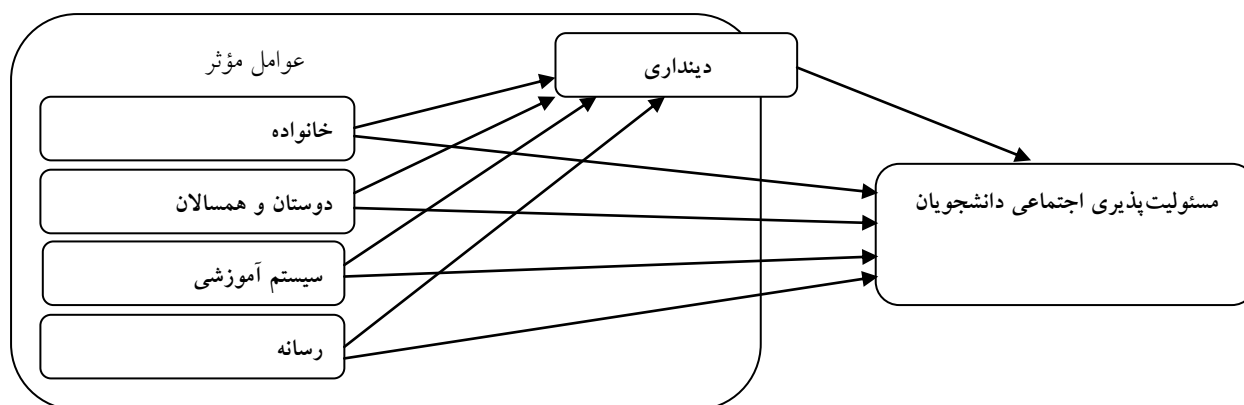 عوامل مؤثر
دینداری
خانواده
دوستان و همسالان
سیستم آموزشی
رسانه
مسئولیت‌پذیری اجتماعی دانشجویان